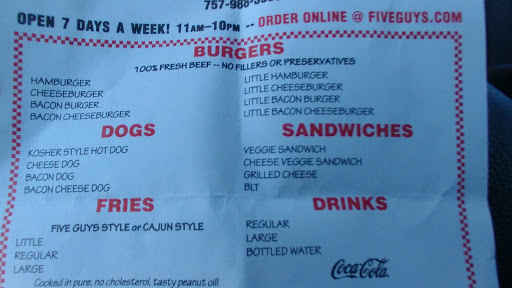 757-988-
OPEN 7 DAYS A WEEK! 11AM-10PM -- ORDER ONLINE @ FIVEGUYS.COM
BURGERS
100% FRESH BEEF -- NO FILLERS OR PRESERVATIVES
HAMBURGER
CHEESEBURGER
BACON BURGER
BACON CHEESEBURGER
LITTLE HAMBURGER
LITTLE CHEESEBURGER
LITTLE BACON BURGER
LITTLE BACON CHEESEBURGER
DOGS
KOSHER STYLE HOT DOG
CHEESE DOG
BACON DOG
BACON CHEESE DOG
SANDWICHES
VEGGIE SANDWICH
CHEESE VEGGIE SANDWICH
GRILLED CHEESE
BLT
FRIES
FIVE GUYS STYLE or CAJUN STYLE
LITTLE
REGULAR
LARGE
Cooked in pure, no cholesterol, tasty peanut oil!
DRINKS
REGULAR
LARGE
BOTTLED WATER
Coca-Cola